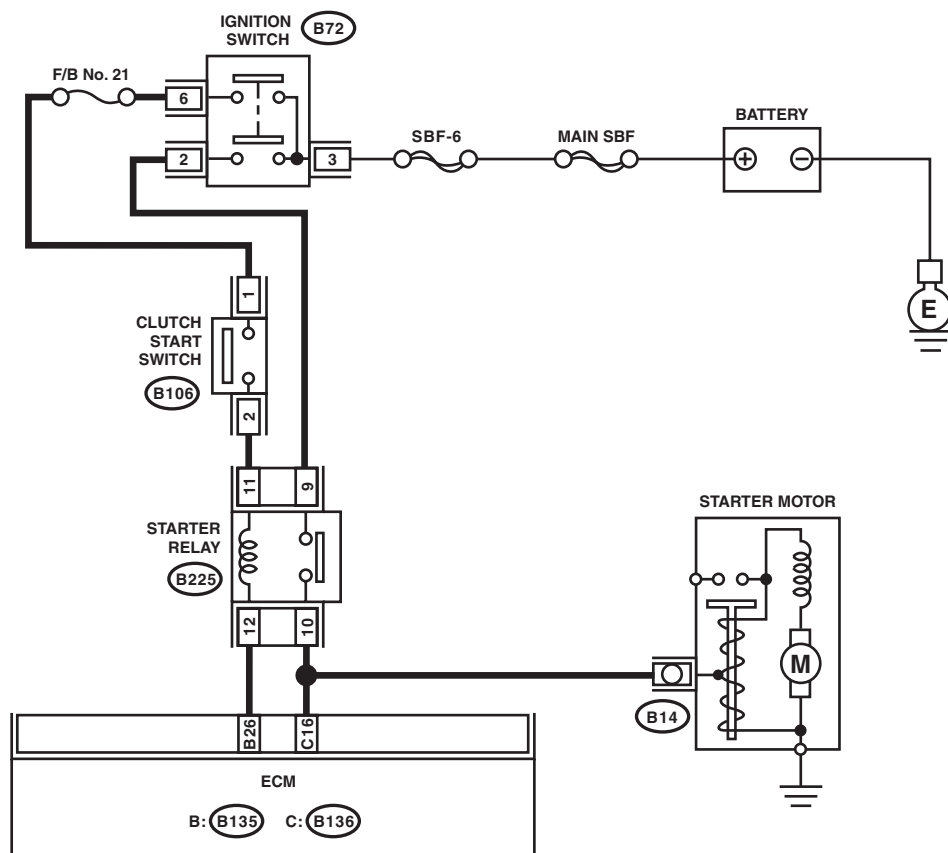 IGNITION
SWITCH
B72
F/B No. 21
6
2
3
SBF-6
MAIN SBF
BATTERY
+
−
E
1
CLUTCH
START
SWITCH
B106
2
11
9
STARTER
RELAY
B225
12
10
STARTER MOTOR
M
B14
B26
C16
ECM
B: B135 C: B136